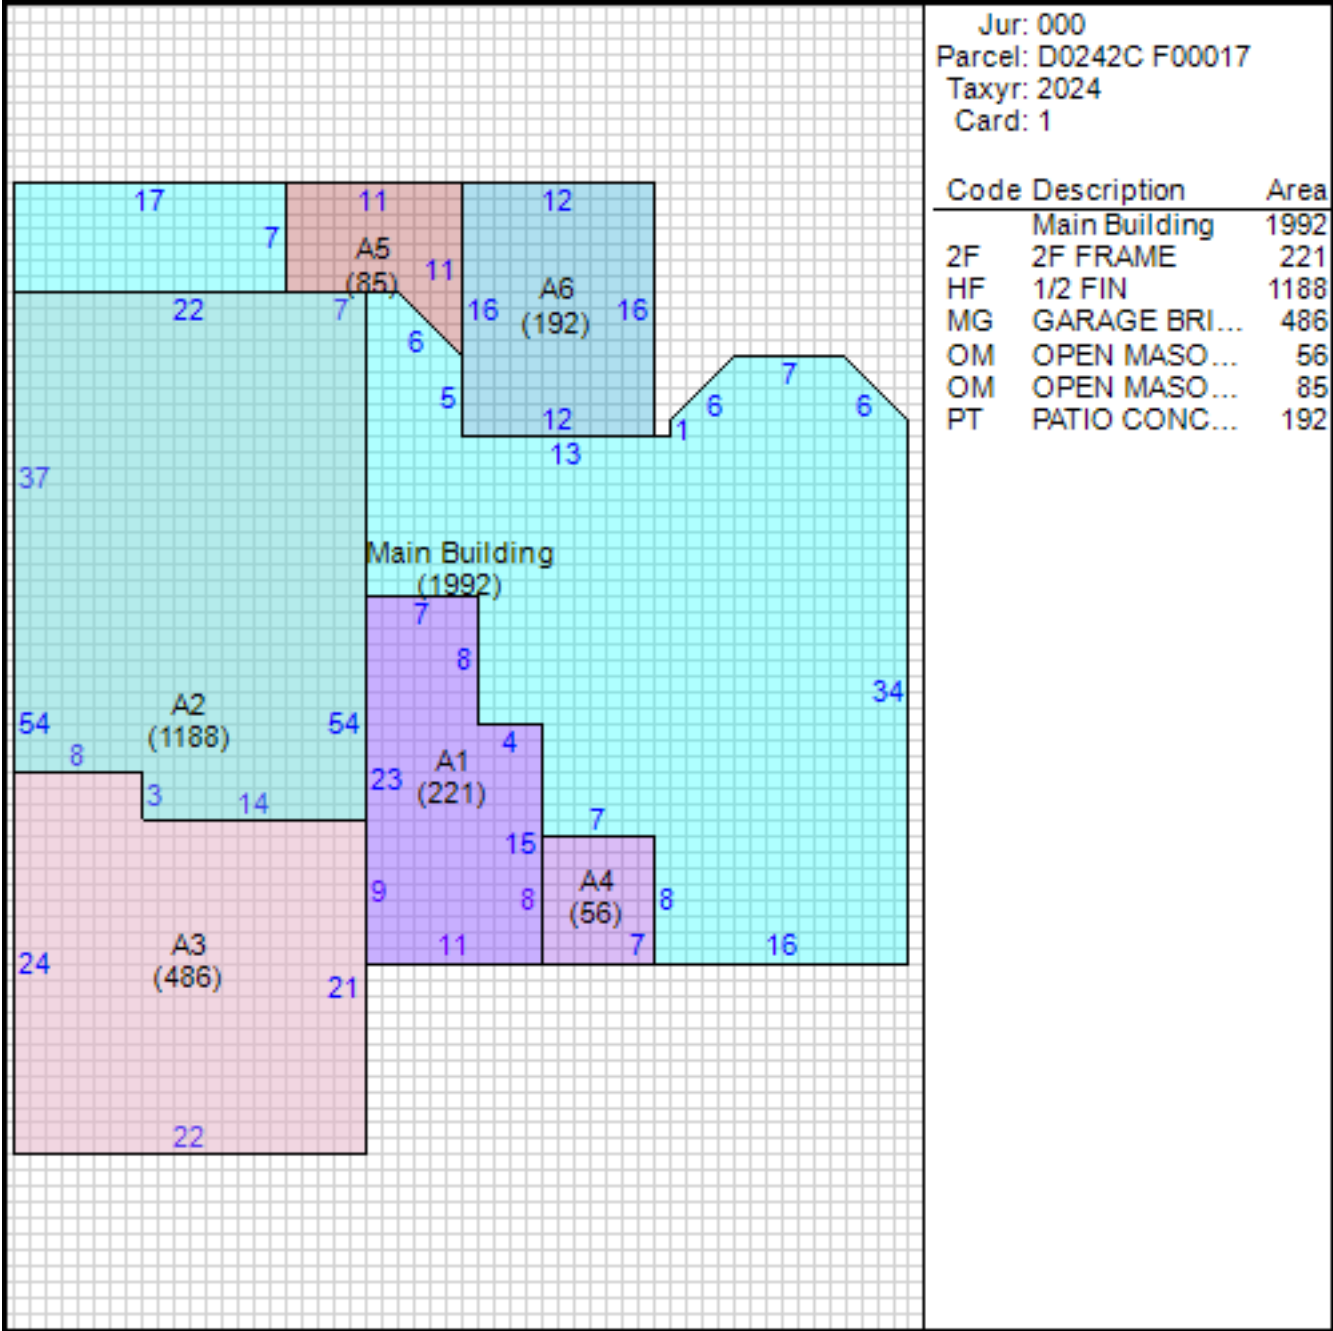 Jur: 000
Parcel: D0242C F00017
Taxyr: 2024
Card: 1
Code Description Area
Main Building 1992
2F 2F FRAME 221
HF 1/2 FIN 1188
MG GARAGE BRI... 486
OM OPEN MASO... 56
OM OPEN MASO... 85
PT PATIO CONC... 192
17 11 12
7
A5
(85)
11
A6
(192)
16 16
22 7
6
5
12
13
1
6
7
6
37
Main Building
(1992)
7
8
34
A2
(1188)
54 54
8
3
14
4
A1
(221)
23
15
7
9
8
A4
(56)
8
11
7
16
A3
(486)
24
21
22